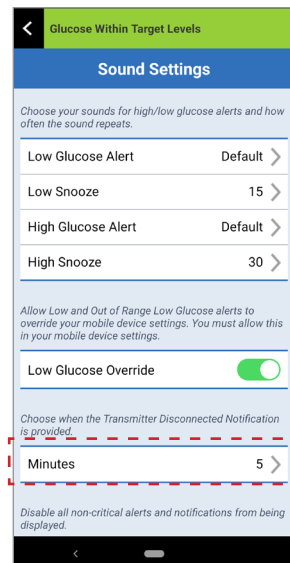 Glucose Within Target Levels
Sound Settings
Choose your sounds for high/low glucose alerts and how
often the sound repeats.
Low Glucose Alert Default
Low Snooze 15
High Glucose Alert Default
High Snooze 30
Allow Low and Out of Range Low Glucose alerts to
override your mobile device settings. You must allow this
in your mobile device settings.
Low Glucose Override
Choose when the Transmitter Disconnected Notification
is provided.
Minutes 5
Disable all non-critical alerts and notifications from being
displayed.